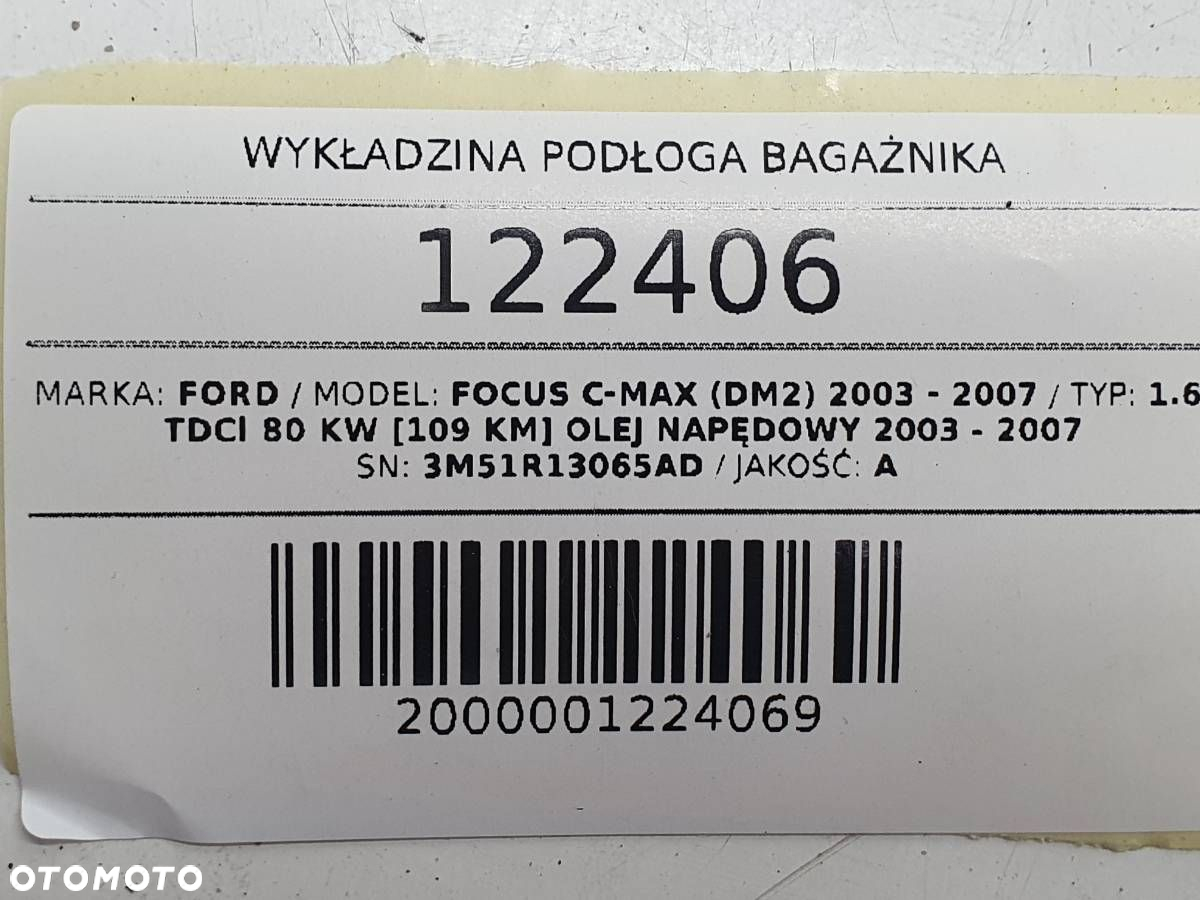 WYKŁADZINA PODŁOGA BAGAŻNIKA
122406
MARKA: FORD / MODEL: FOCUS C-MAX (DM2) 2003 - 2007 / TYP: 1.6
TDCI 80 KW [109 KM] OLEJ NAPĘDOWY 2003 - 2007
SN: 3M51R13065AD / JAKOŚĆ: A
2000001224069
OTOMOTO